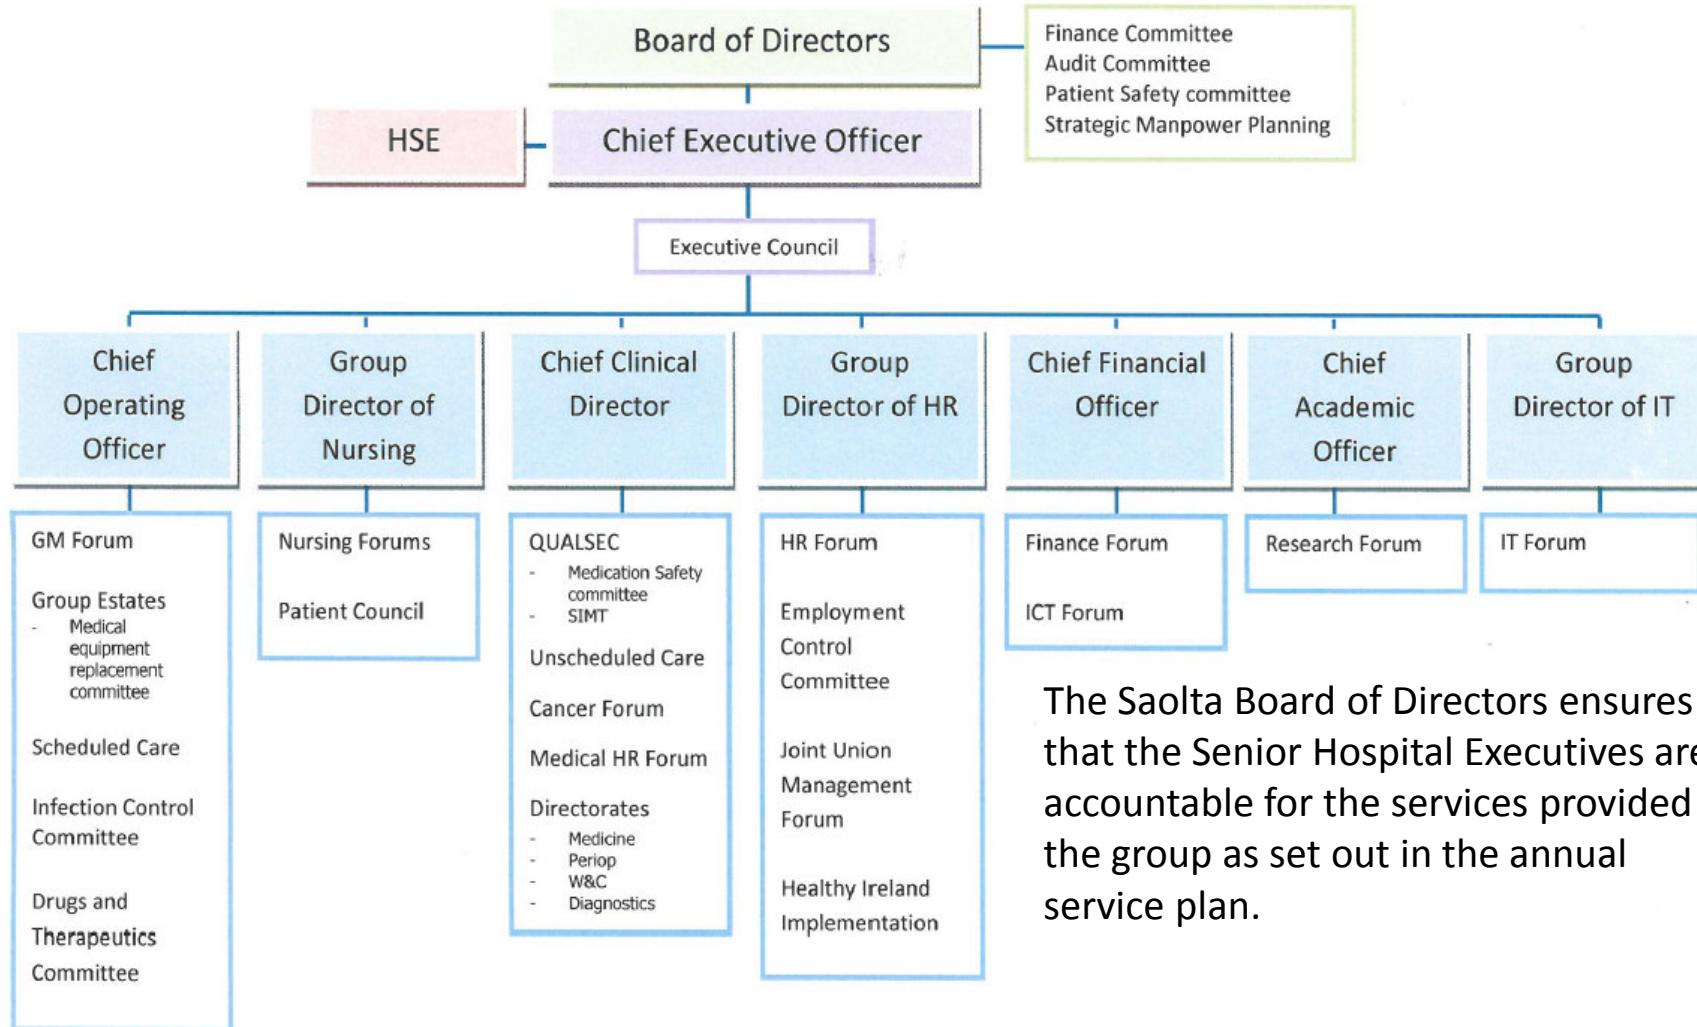 Board of Directors
Finance Committee
Audit Committee
Patient Safety committee
Strategic Manpower Planning
HSE
Chief Executive Officer
Executive Council
Chief
Operating
Officer
Group
Director of
Nursing
Chief Clinical
Director
Group
Director of HR
Chief Financial
Officer
Chief
Academic
Officer
Group
Director of IT
GM Forum
Group Estates
- Medical
equipment
replacement
committee
Scheduled Care
Infection Control
Committee
Drugs and
Therapeutics
Committee
Nursing Forums
Patient Council
QUALSEC
- Medication Safety
committee
- SIMT
Unscheduled Care
Cancer Forum
Medical HR Forum
Directorates
- Medicine
- Periop
- W&C
- Diagnostics
HR Forum
Employment
Control
Committee
Joint Union
Management
Forum
Healthy Ireland
Implementation
Finance Forum
ICT Forum
Research Forum
IT Forum
The Saolta Board of Directors ensures
that the Senior Hospital Executives are
accountable for the services provided
the group as set out in the annual
service plan.